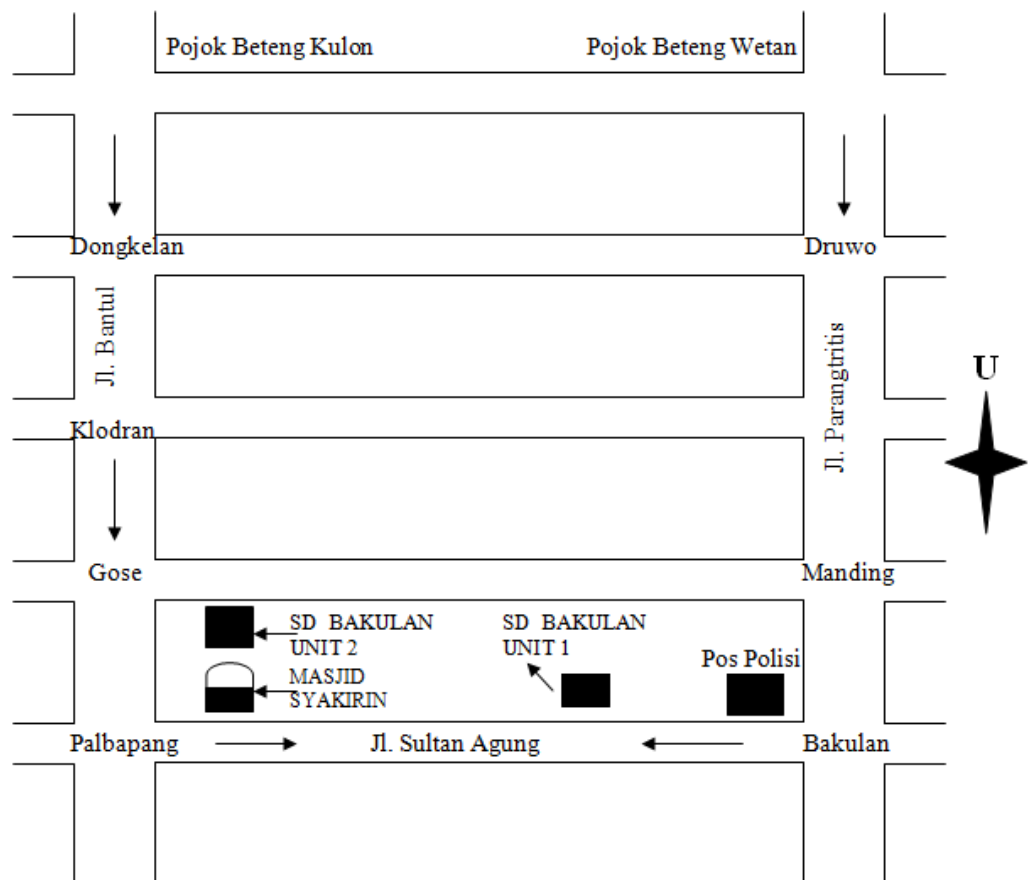 Pojok Beteng Kulon
Pojok Beteng Wetan
Dongkelan
Druwo
Jl. Bantul
Jl. Parangtritis
U
Klodran
Gose
Manding
SD BAKULAN
UNIT 2
SD BAKULAN
UNIT 1
Pos Polisi
MASJID
SYAKIRIN
Palbapang
Jl. Sultan Agung
Bakulan